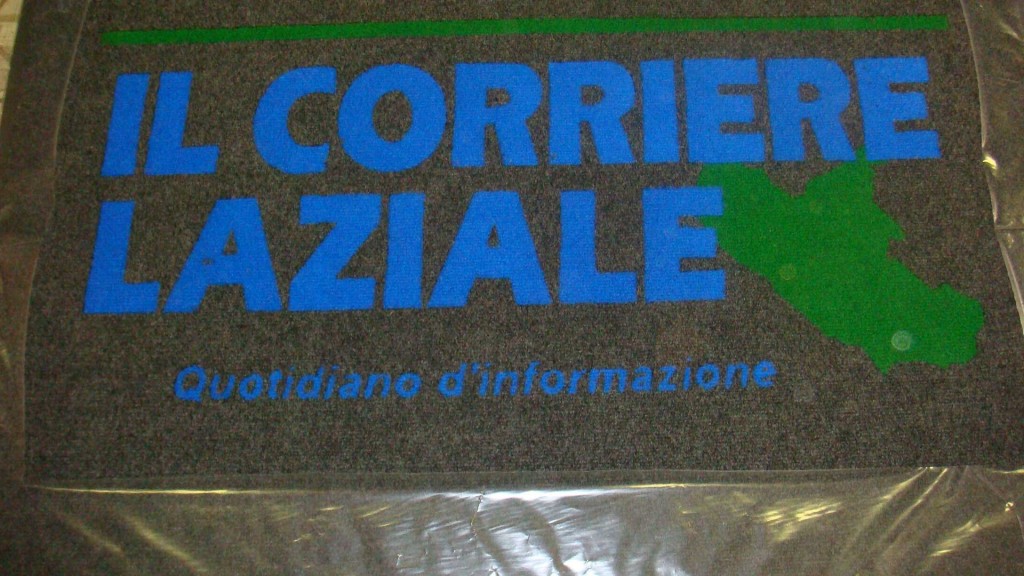 IL CORRIERE
LAZIALE
Quotidiano d'informazione